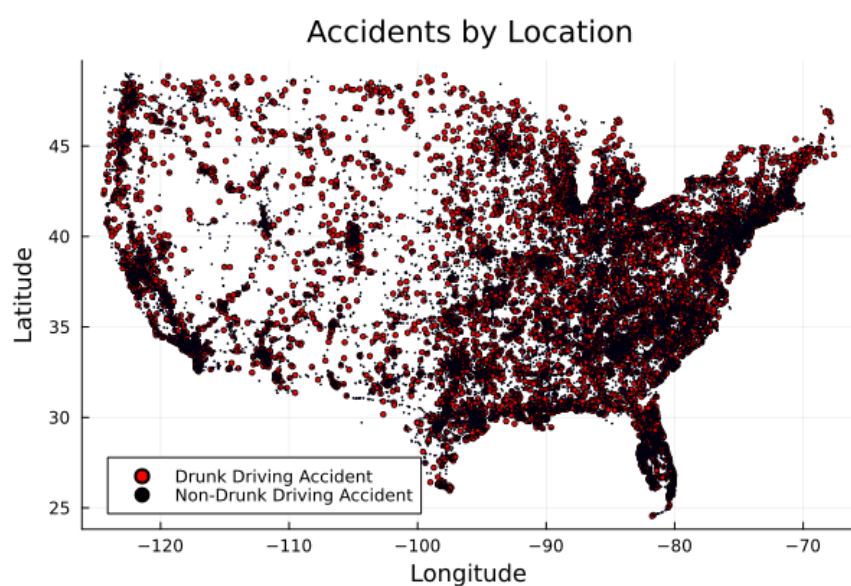 Accidents by Location
Latitude
45
40
35
30
25
Drunk Driving Accident
Non-Drunk Driving Accident
−120 −110 −100 −90 −80 −70
Longitude